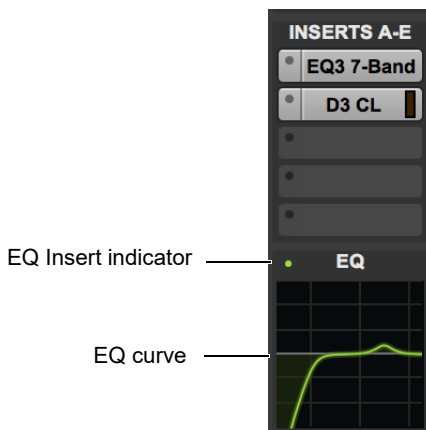 INSERTS A-E
EQ3 7-Band
D3 CL
EQ Insert indicator
EQ
EQ curve